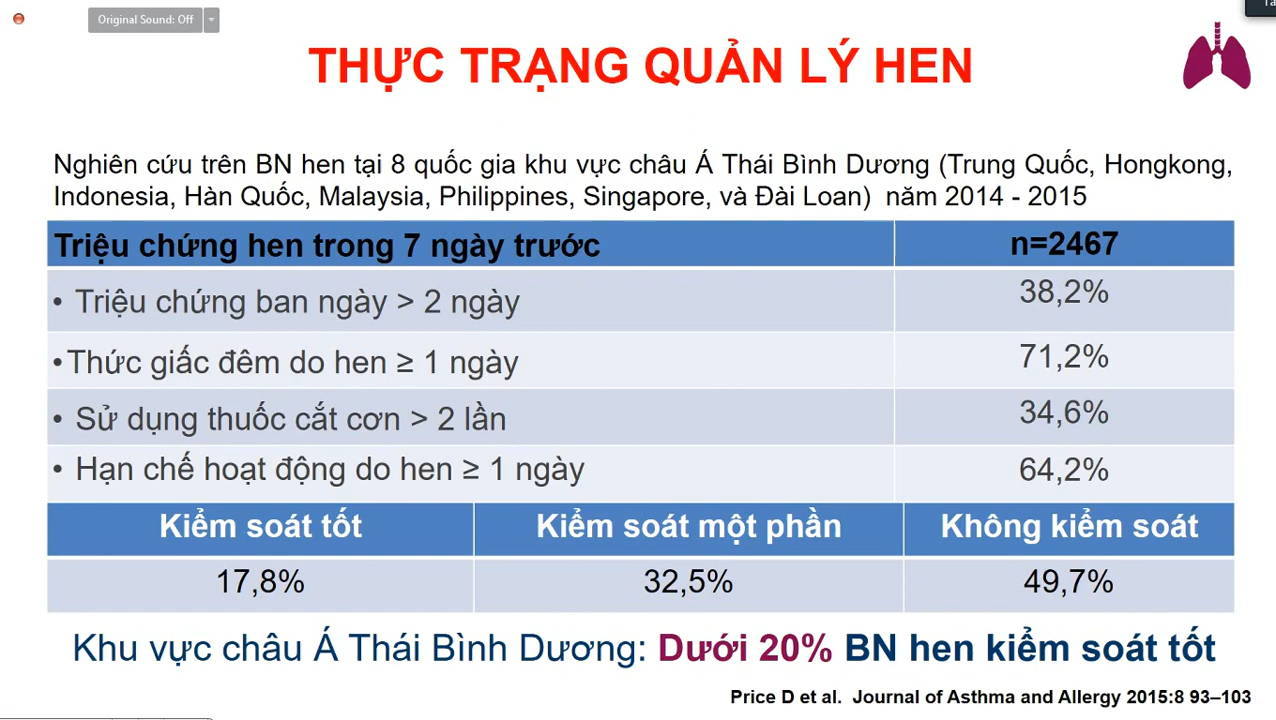 Original Sound: Off
Ta
THỰC TRẠNG QUẢN LÝ HEN
Nghiên cứu trên BN hen tại 8 quốc gia khu vực châu Á Thái Bình Dương (Trung Quốc, Hongkong,
Indonesia, Hàn Quốc, Malaysia, Philippines, Singapore, và Đài Loan) năm 2014 - 2015
Triệu chứng hen trong 7 ngày trước n=2467
• Triệu chứng ban ngày > 2 ngày 38,2%
• Thức giấc đêm do hen ≥ 1 ngày 71,2%
• Sử dụng thuốc cắt cơn > 2 lần 34,6%
• Hạn chế hoạt động do hen ≥ 1 ngày 64,2%
Kiểm soát tốt Kiểm soát một phần Không kiểm soát
17,8% 32,5% 49,7%
Khu vực châu Á Thái Bình Dương: Dưới 20% BN hen kiểm soát tốt
Price D et al. Journal of Asthma and Allergy 2015:8 93–103